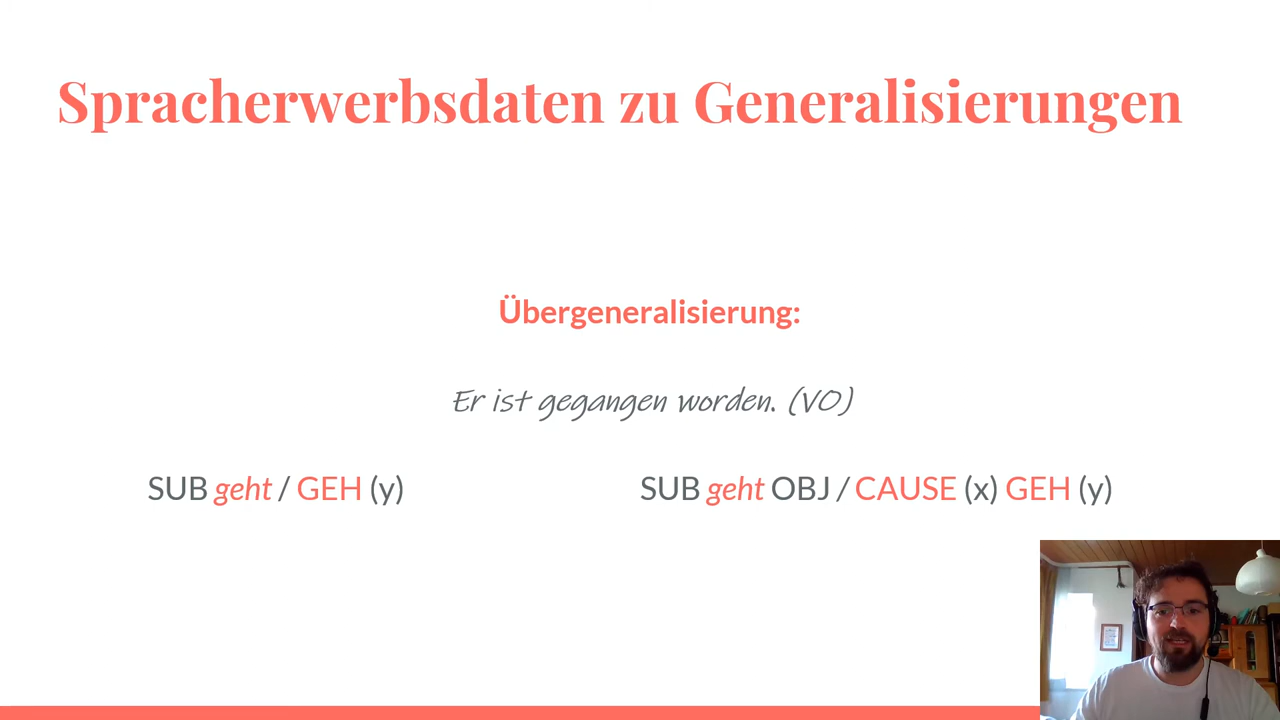 Spracherwerbsdaten zu Generalisierungen
Übergeneralisierung:
Er ist gegangen worden. (VO)
SUB geht / GEH (y)
SUB geht OBJ / CAUSE (x) GEH (y)